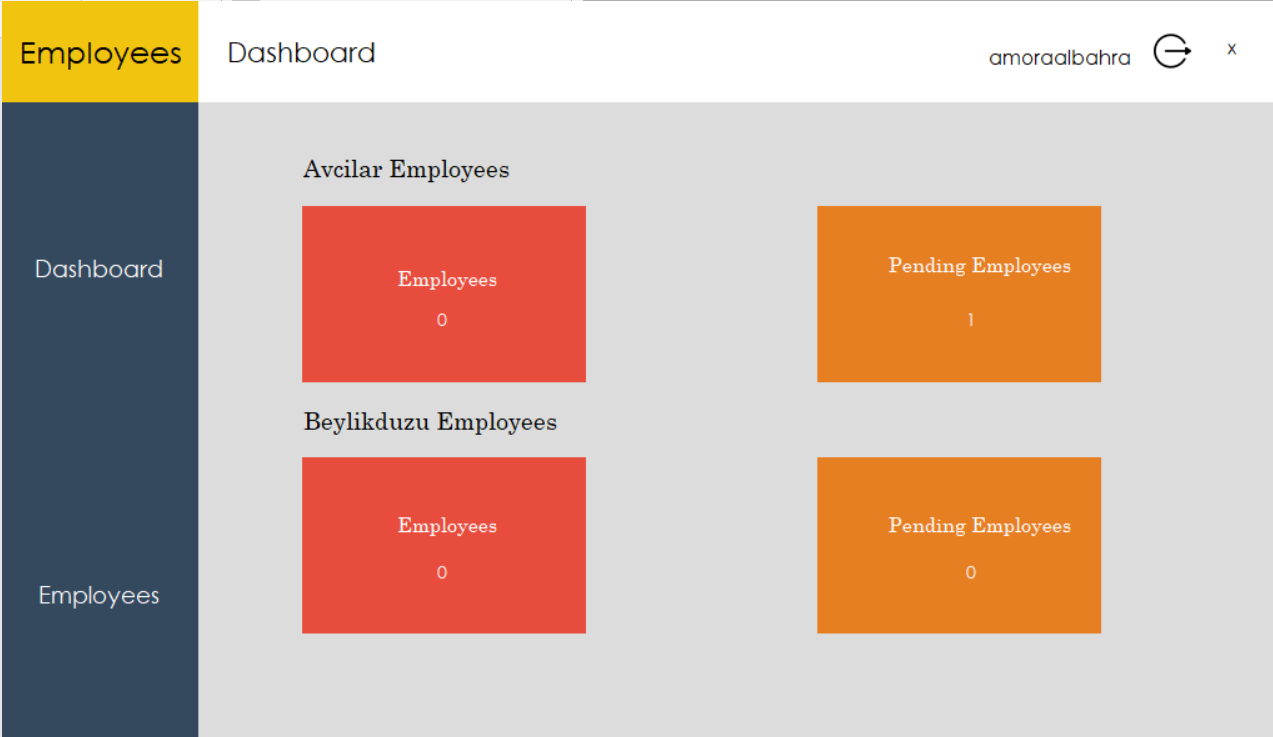 Employees
Dashboard
amoraalbahra
X
Dashboard
Employees
Avcilar Employees
Employees
0
Pending Employees
1
Beylikduzu Employees
Employees
0
Pending Employees
0